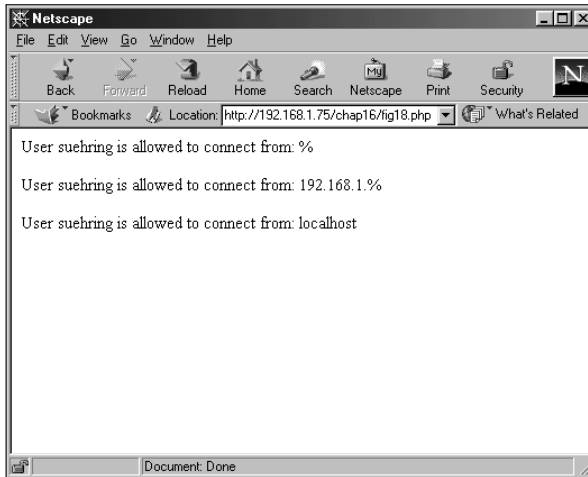 Netscape
File Edit View Go Window Help
Back Forward Reload Home Search Netscape Print Security
My
N
Bookmarks Location: http://192.168.1.75/chap16/fig18.php What's Related
User suehring is allowed to connect from: %
User suehring is allowed to connect from: 192.168.1.%
User suehring is allowed to connect from: localhost
Document: Done